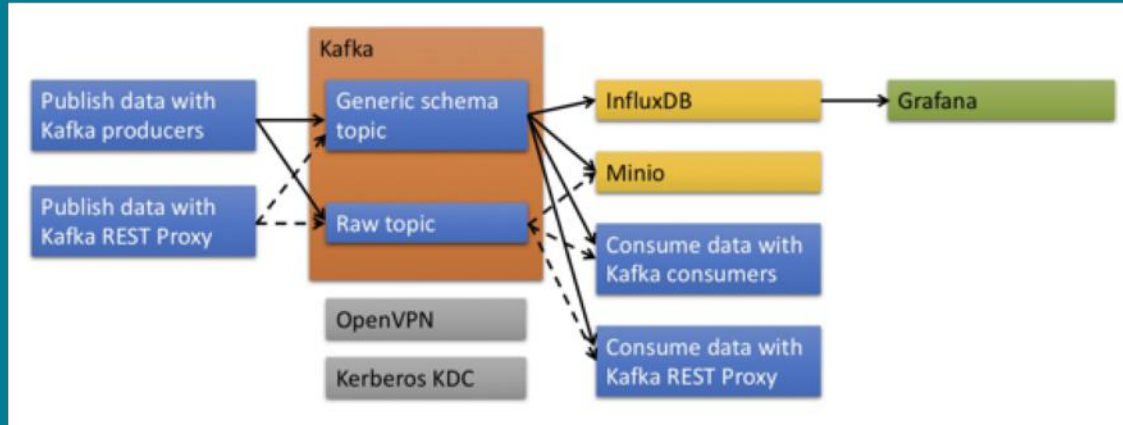 Kafka
Publish data with
Kafka producers
Generic schema
topic
InfluxDB
Grafana
Minio
Publish data with
Kafka REST Proxy
Raw topic
Consume data with
Kafka consumers
OpenVPN
Kerberos KDC
Consume data with
Kafka REST Proxy